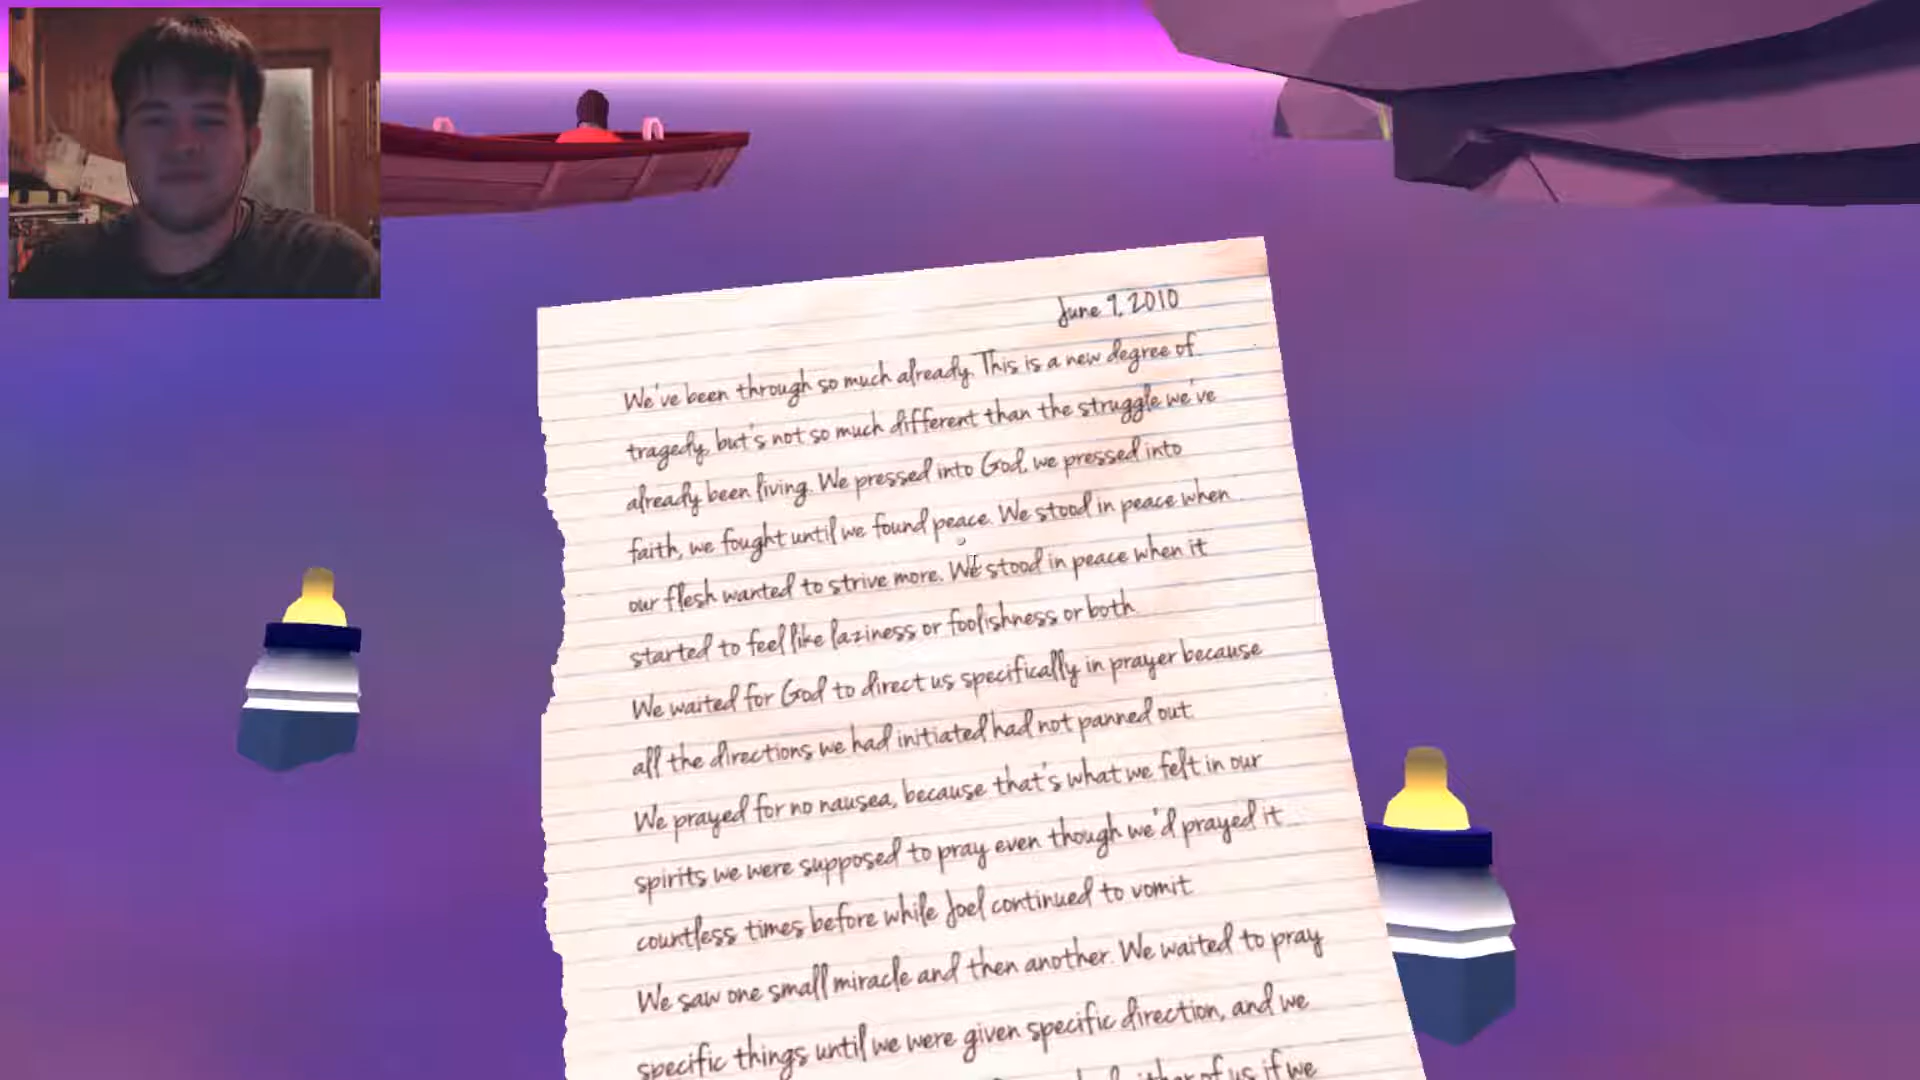 June 9, 2010
We've been through so much already. This is a new degree of
tragedy, but's not so much different than the struggle we've
already been living. We pressed into God, we pressed into
faith, we fought until we found peace. We stood in peace when
our flesh wanted to strive more. We stood in peace when it
started to feel like laziness or foolishness or both.
We waited for God to direct us specifically in prayer because
all the directions we had initiated had not panned out.
We prayed for no nausea, because that's what we felt in our
spirits we were supposed to pray even though we'd prayed it
countless times before while Joel continued to vomit.
We saw one small miracle and then another. We waited to pray
specific things until we were given specific direction, and we
of us if we